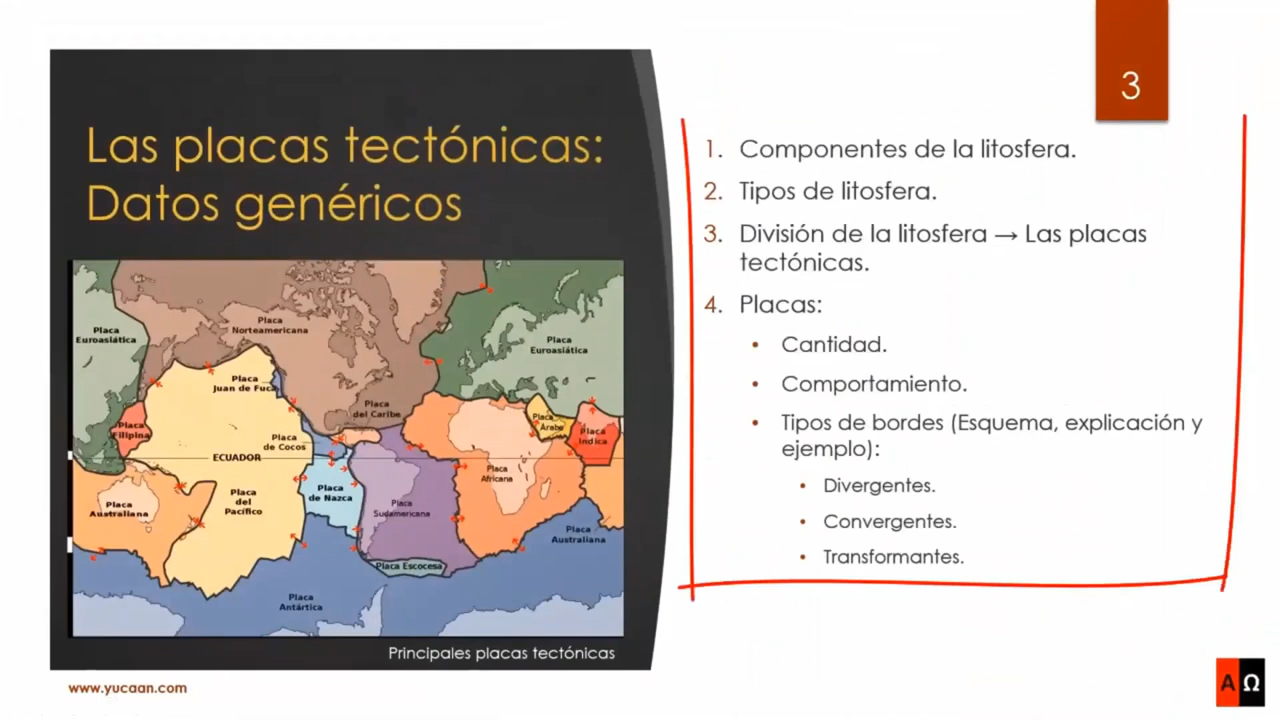 3
Las placas tectónicas:
Datos genéricos
Placa
Euroasiática
Placa
Norteamericana
Placa
Euroasiática
Placa
Juan de Fuca
Placa
del Caribe
Placa
Filipina
Placa
de Cocos
Placa
Árabe
Placa
Índica
ECUADOR
Placa
Africana
Placa
Australiana
Placa
del
Pacífico
Placa
de Nazca
Placa
Sudamericana
Placa
Australiana
Placa Escocesa
Placa
Antártica
Principales placas tectónicas
1. Componentes de la litosfera.
2. Tipos de litosfera.
3. División de la litosfera → Las placas
tectónicas.
4. Placas:
• Cantidad.
• Comportamiento.
• Tipos de bordes (Esquema, explicación y
ejemplo):
• Divergentes.
• Convergentes.
• Transformantes.
www.yucaan.com
ΑΩ